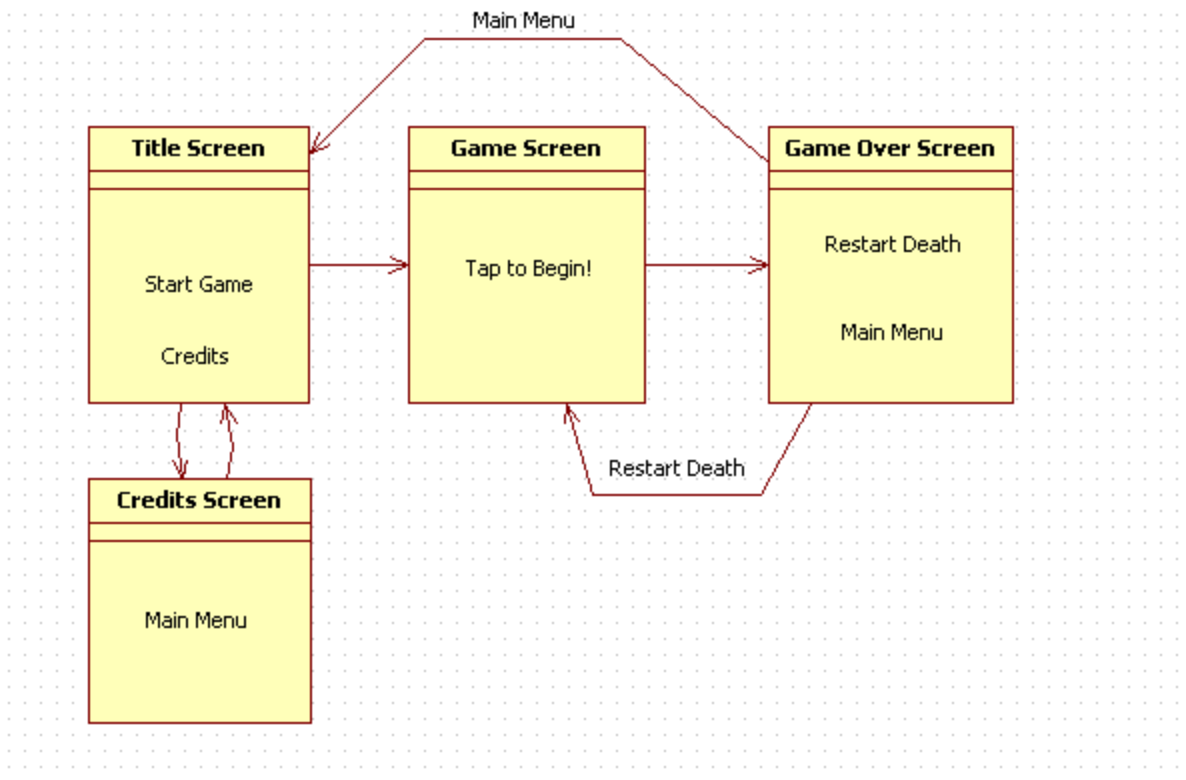 Main Menu
Title Screen
Start Game
Credits
Game Screen
Tap to Begin!
Game Over Screen
Restart Death
Main Menu
Restart Death
Credits Screen
Main Menu